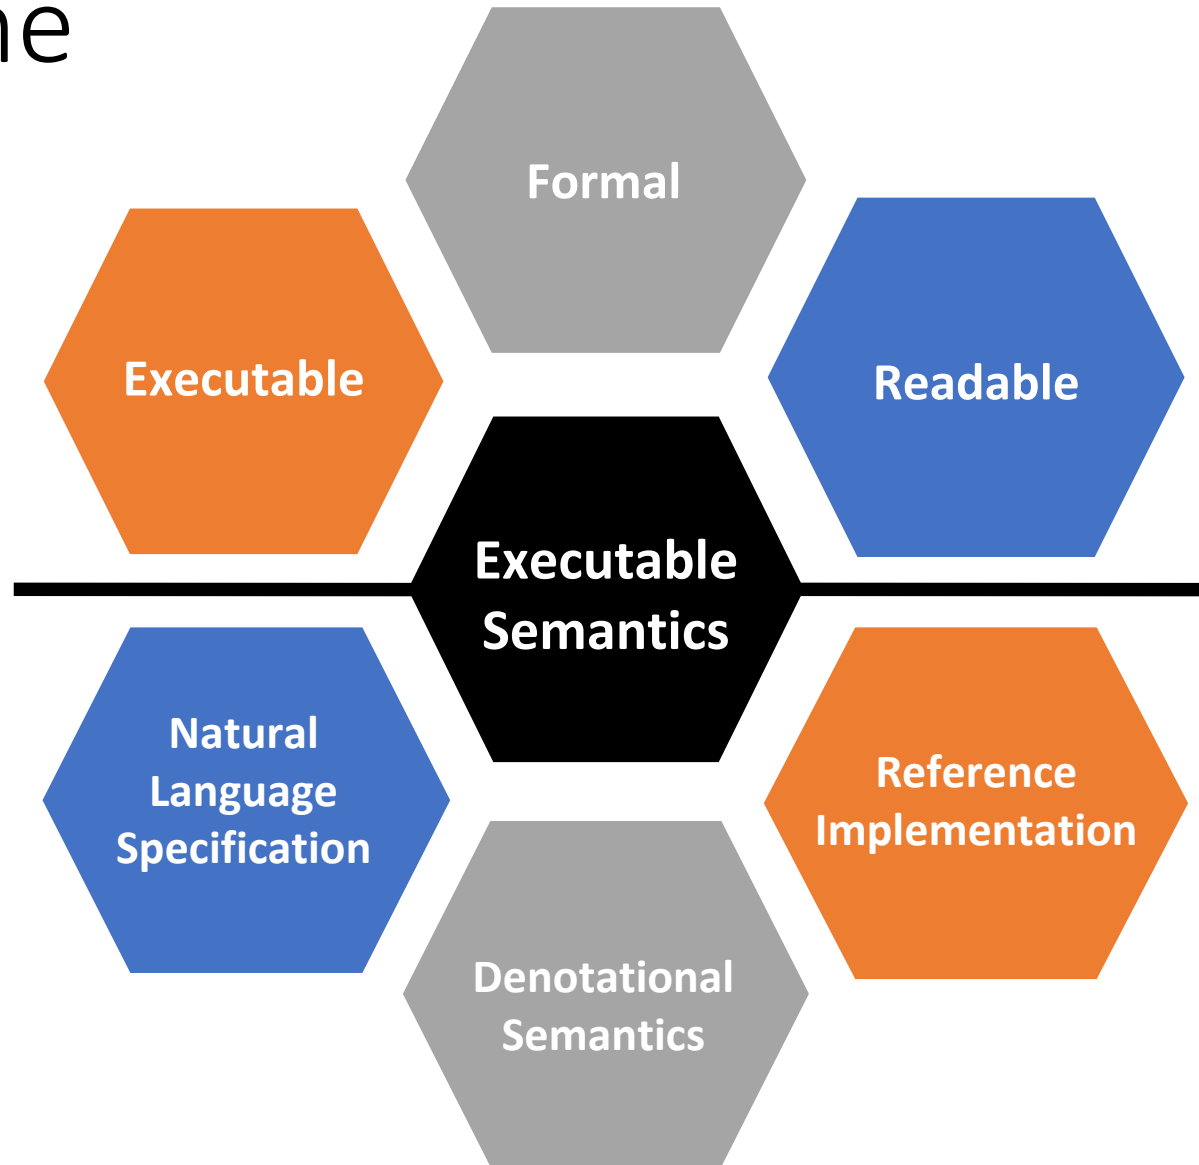 ne
Formal
Executable
Readable
Executable
Semantics
Natural
Language
Specification
Reference
Implementation
Denotational
Semantics